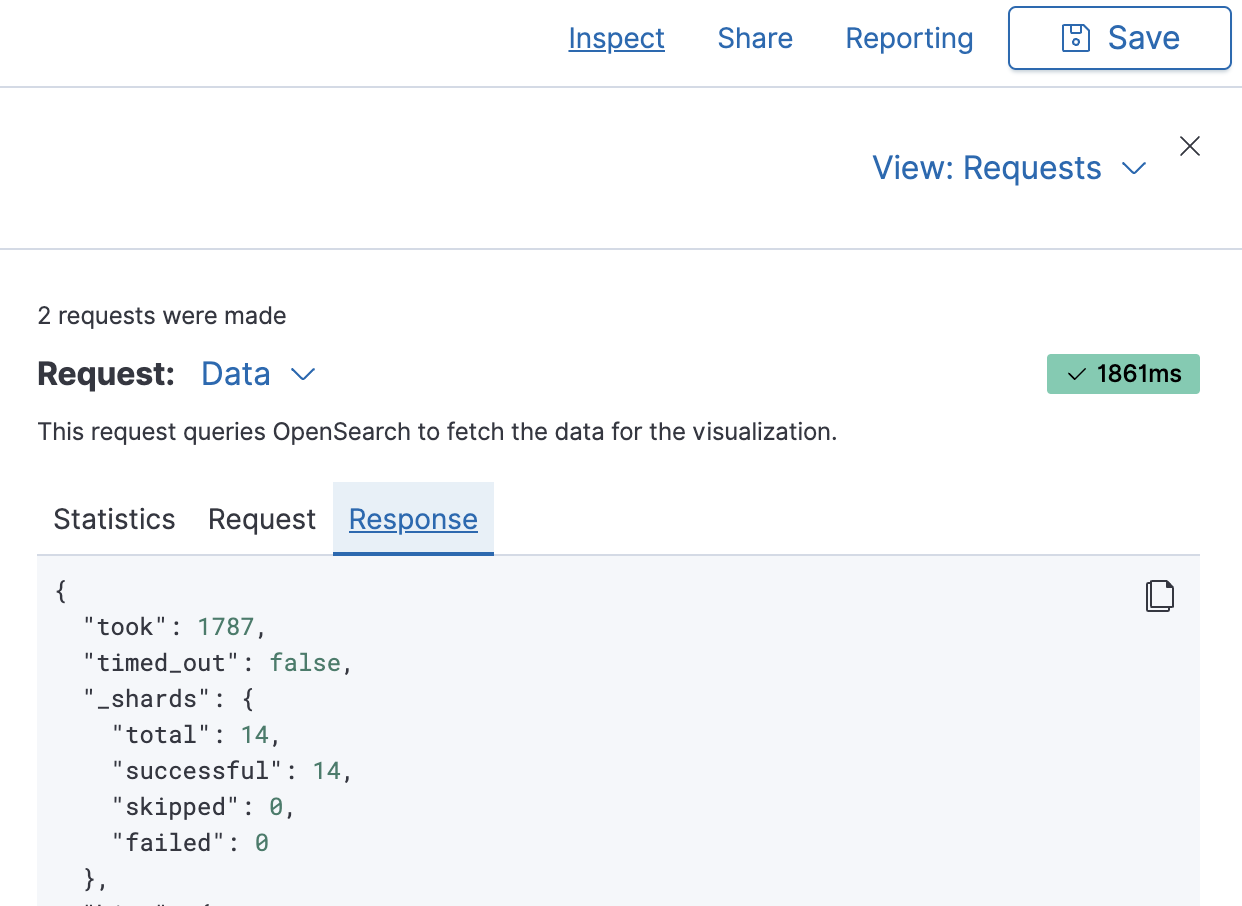 Inspect Share Reporting Save
View: Requests
2 requests were made
Request: Data
1861ms
This request queries OpenSearch to fetch the data for the visualization.
Statistics Request Response
{
  "took": 1787,
  "timed_out": false,
  "_shards": {
    "total": 14,
    "successful": 14,
    "skipped": 0,
    "failed": 0
  },